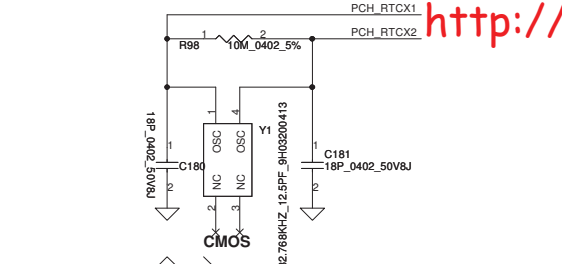 PCH_RTCX1
http://
PCH_RTCX2
R98
1
2
10M_0402_5%
1
4
OSC
OSC
NC
NC
2
3
Y1
18P_0402_50V8J
1
C180
2
32.768KHZ_12.5PF_9H03200413
1
C181
18P_0402_50V8J
2
CMOS